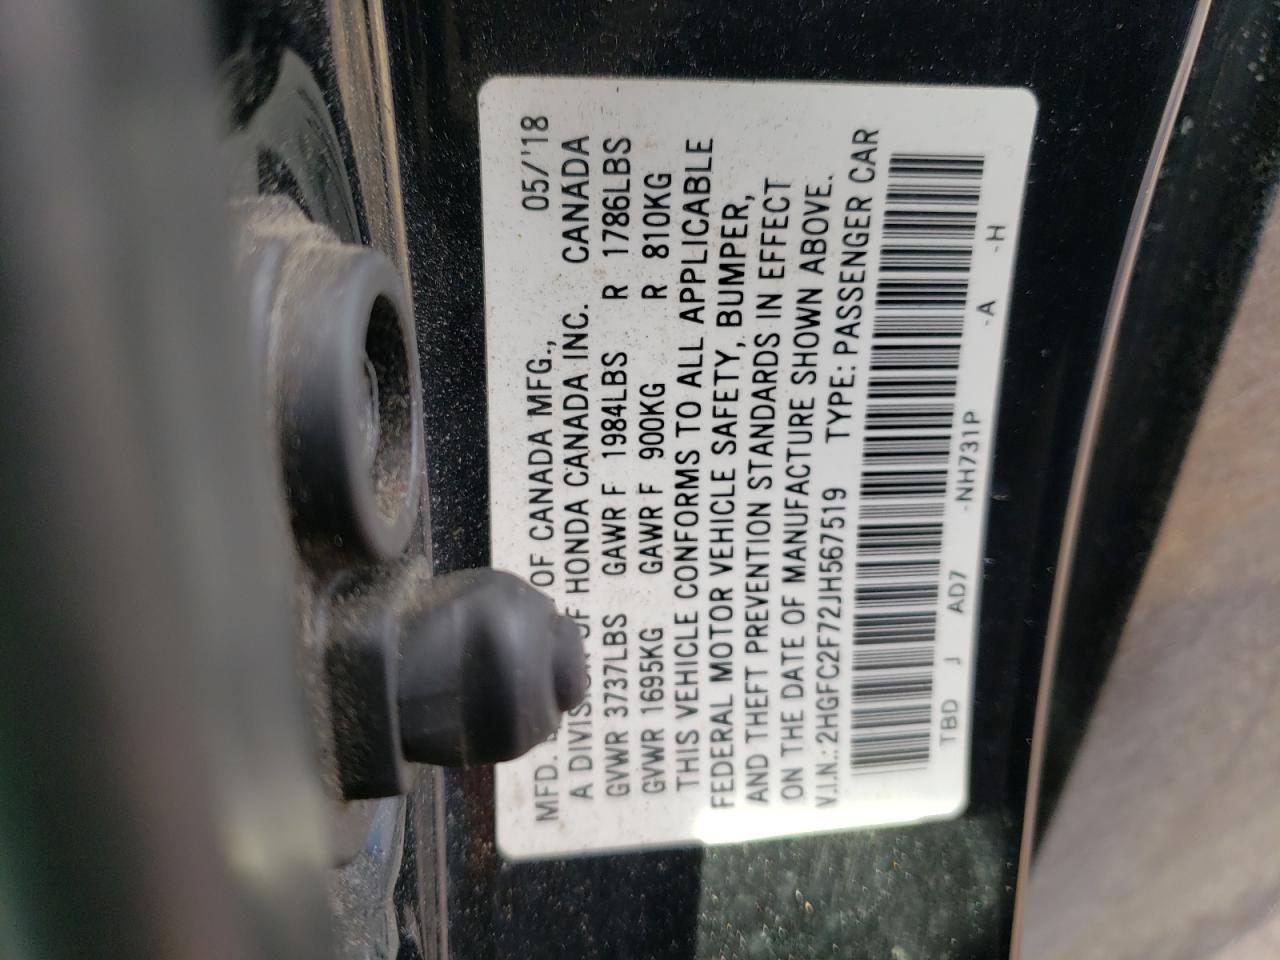 MFD. OF CANADA MFG., 05/'18
A DIVISION OF HONDA CANADA INC. CANADA
GVWR 3737LBS GAWR F 1984LBS R 1786LBS
GVWR 1695KG GAWR F 900KG R 810KG
THIS VEHICLE CONFORMS TO ALL APPLICABLE
FEDERAL MOTOR VEHICLE SAFETY, BUMPER,
AND THEFT PREVENTION STANDARDS IN EFFECT
ON THE DATE OF MANUFACTURE SHOWN ABOVE.
V.I.N.: 2HGFC2F72JH567519 TYPE: PASSENGER CAR
TBD J AD7 -NH731P -A -H